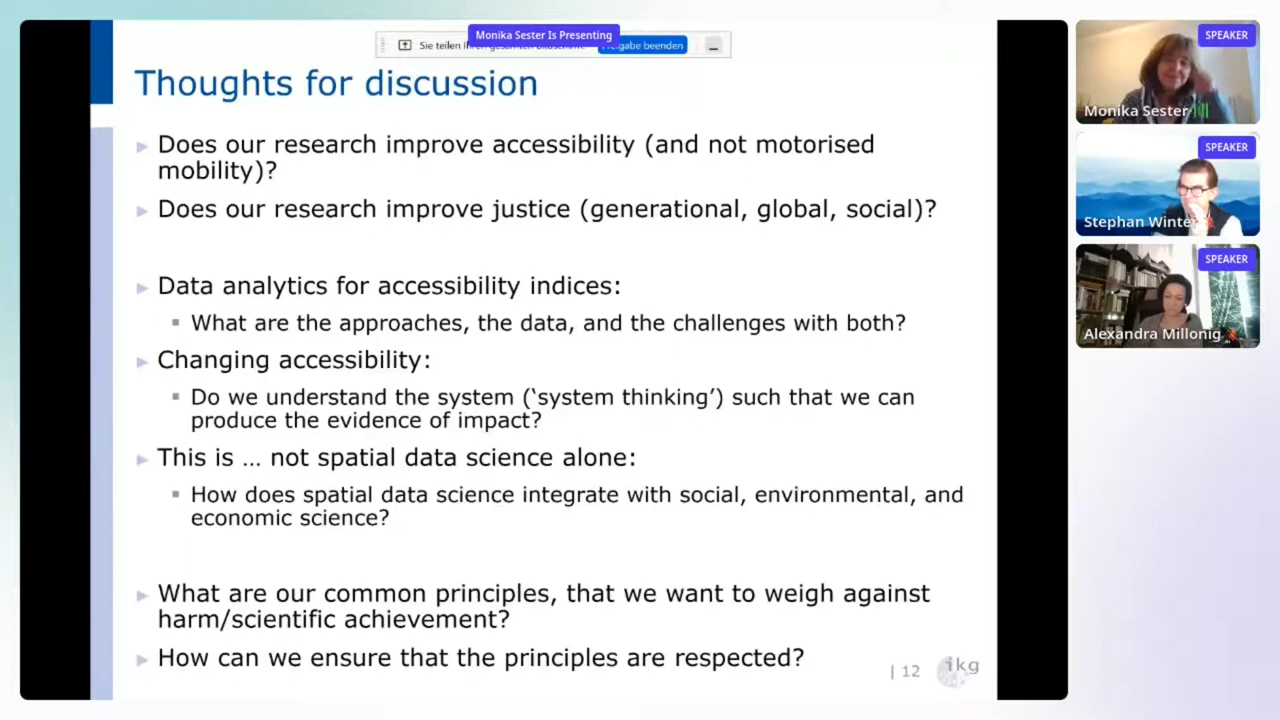 Monika Sester Is Presenting
Sie teilen
Freigabe beenden
Thoughts for discussion
Does our research improve accessibility (and not motorised
mobility)?
Does our research improve justice (generational, global, social)?
Data analytics for accessibility indices:
What are the approaches, the data, and the challenges with both?
Changing accessibility:
Do we understand the system (‘system thinking’) such that we can
produce the evidence of impact?
This is … not spatial data science alone:
How does spatial data science integrate with social, environmental, and
economic science?
What are our common principles, that we want to weigh against
harm/scientific achievement?
How can we ensure that the principles are respected?
| 12
ikg
SPEAKER
Monika Sester
SPEAKER
Stephan Winter
SPEAKER
Alexandra Millonig